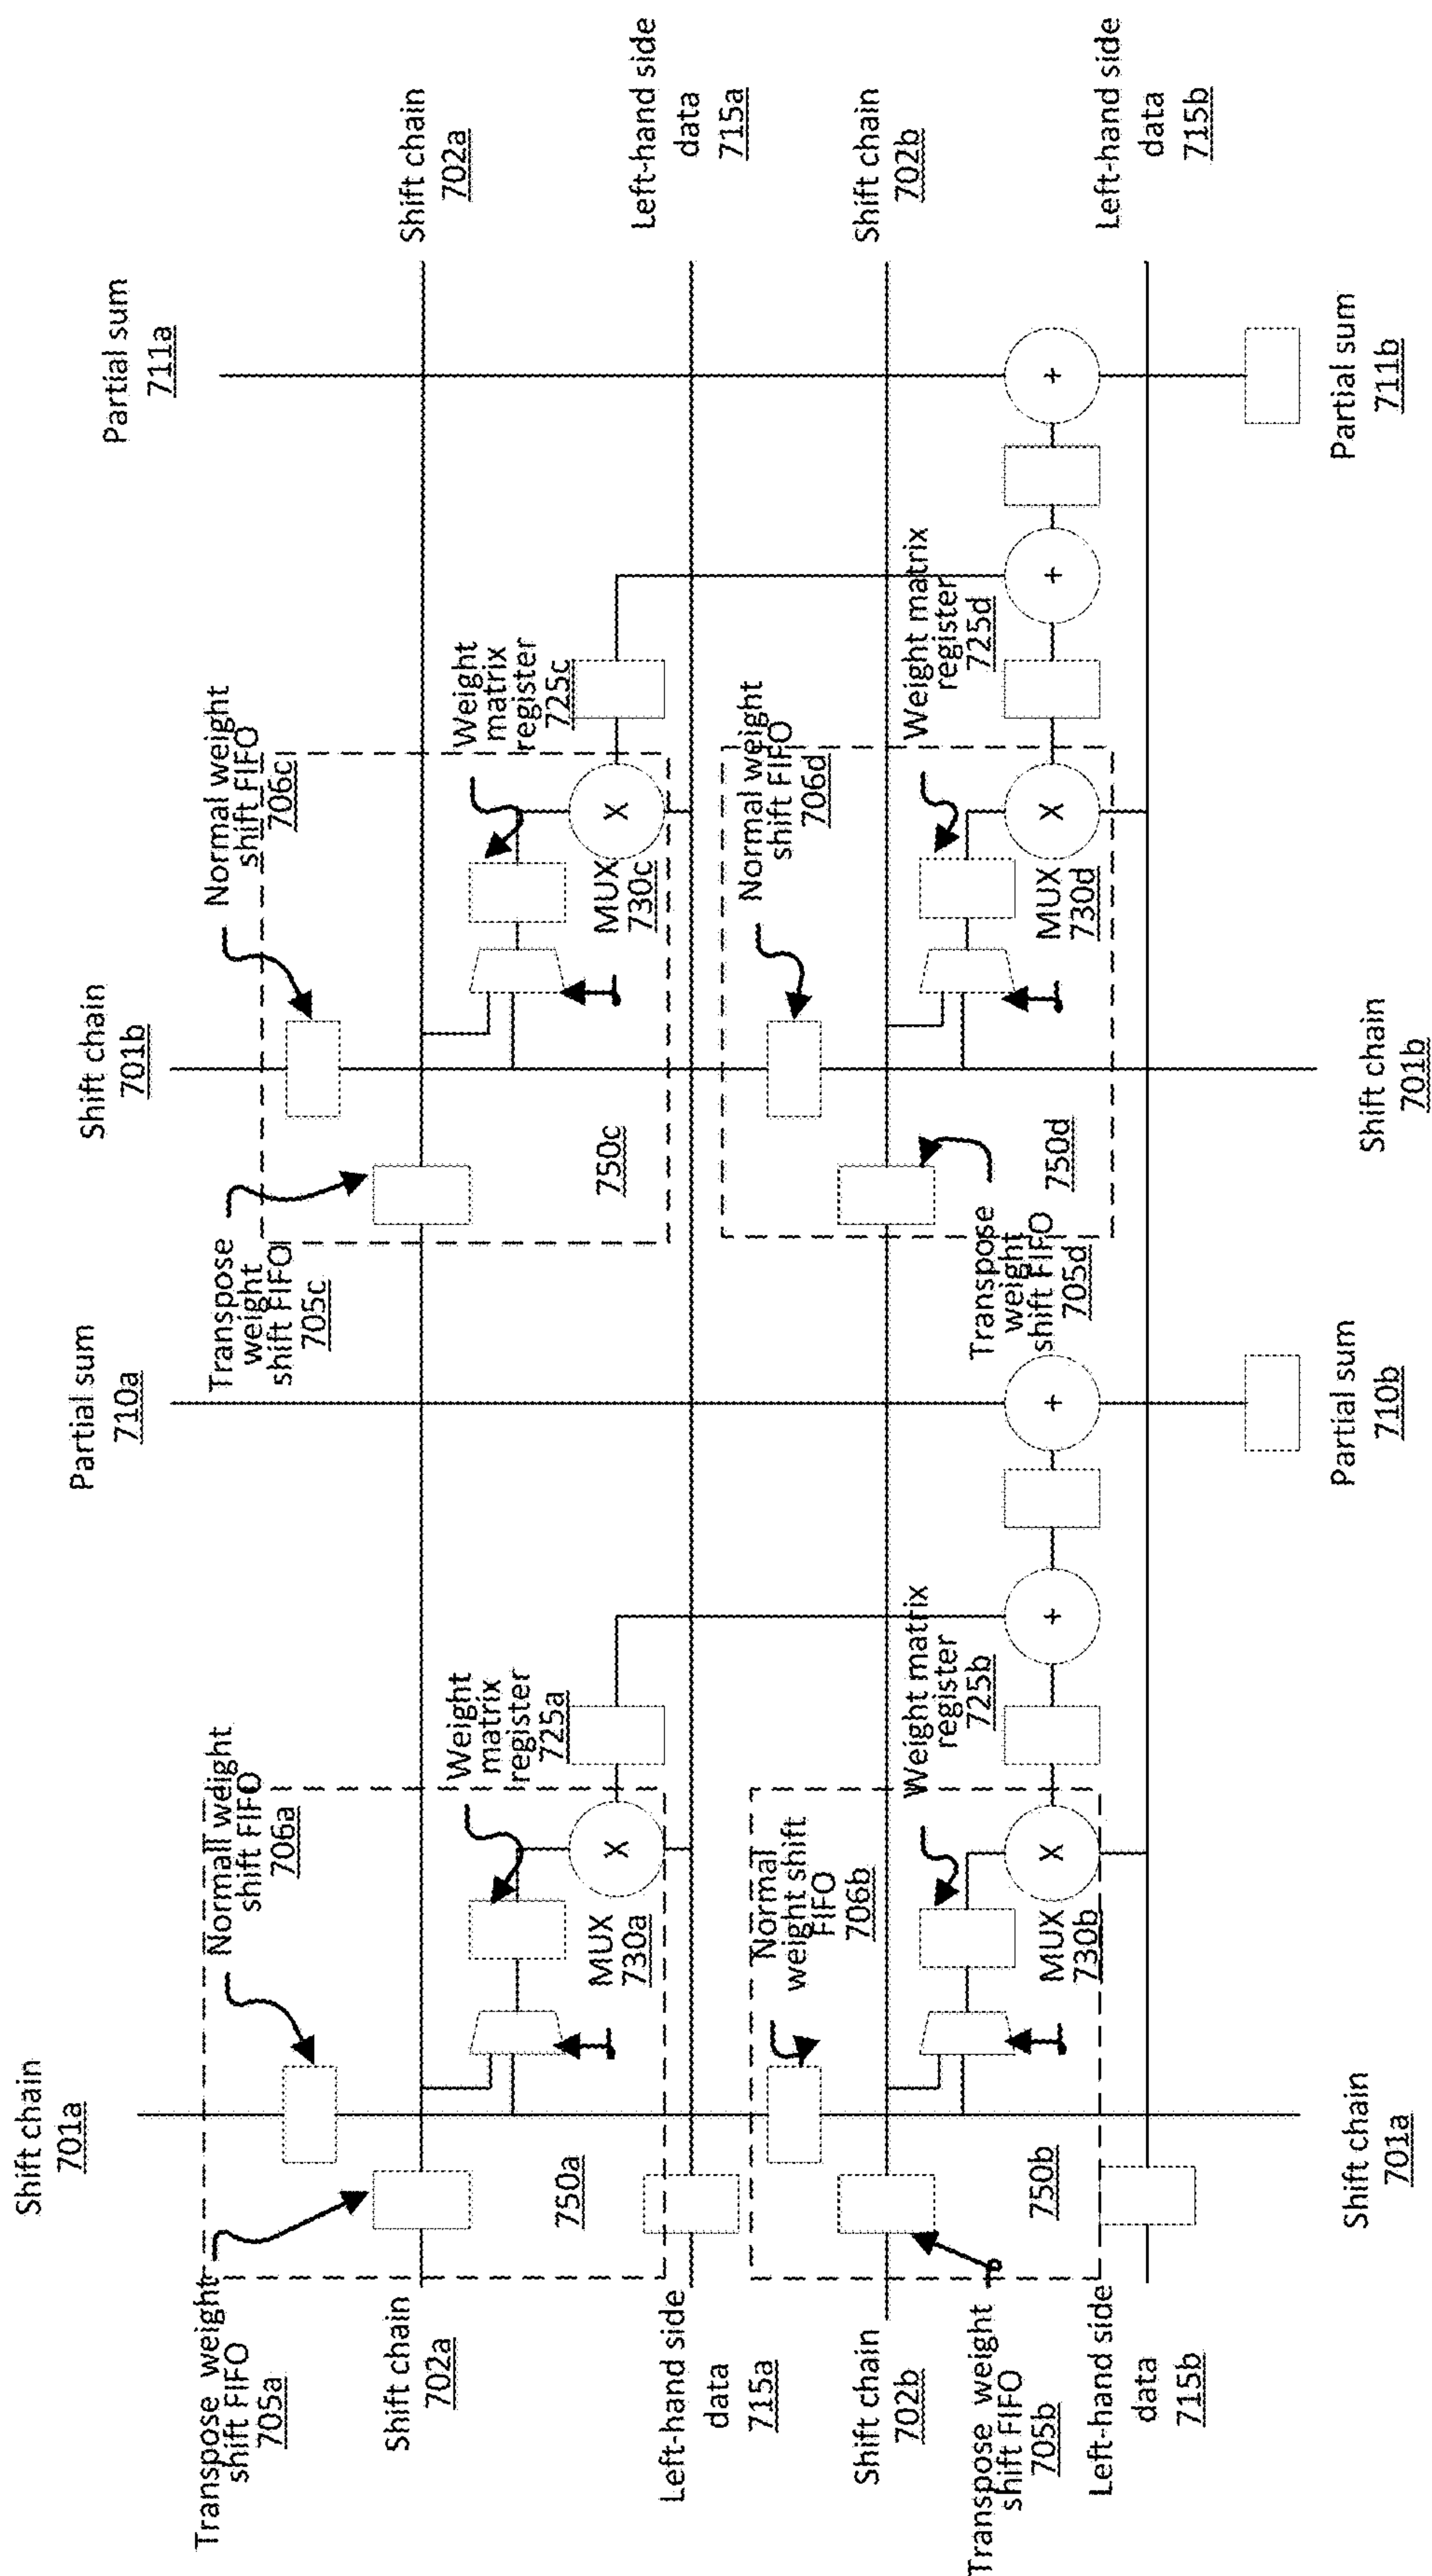 Shift chain
701a
Partial sum
710a
Shift chain
701b
Partial sum
711a
Transpose weight
shift FIFO
705a
Normal weight
shift FIFO
706a
Transpose
weight
shift FIFO
705c
Normal weight
shift FIFO
706c
Shift chain
702a
Shift chain
702a
Weight
matrix
register
725a
Weight
matrix
register
725c
750a
MUX
730a
X
750c
MUX
730c
X
Left-hand side
data
715a
Left-hand side
data
715a
Normal
weight shift
FIFO
706b
Normal weight
shift FIFO
706d
Shift chain
702b
Shift chain
702b
Weight matrix
register
725b
Weight matrix
register
725d
Transpose weight
shift FIFO
705b
Transpose
weight
shift FIFO
705d
750b
MUX
730b
X
+
+
750d
MUX
730d
X
+
+
Left-hand side
data
715b
Left-hand side
data
715b
Shift chain
701a
Partial sum
710b
Shift chain
701b
Partial sum
711b